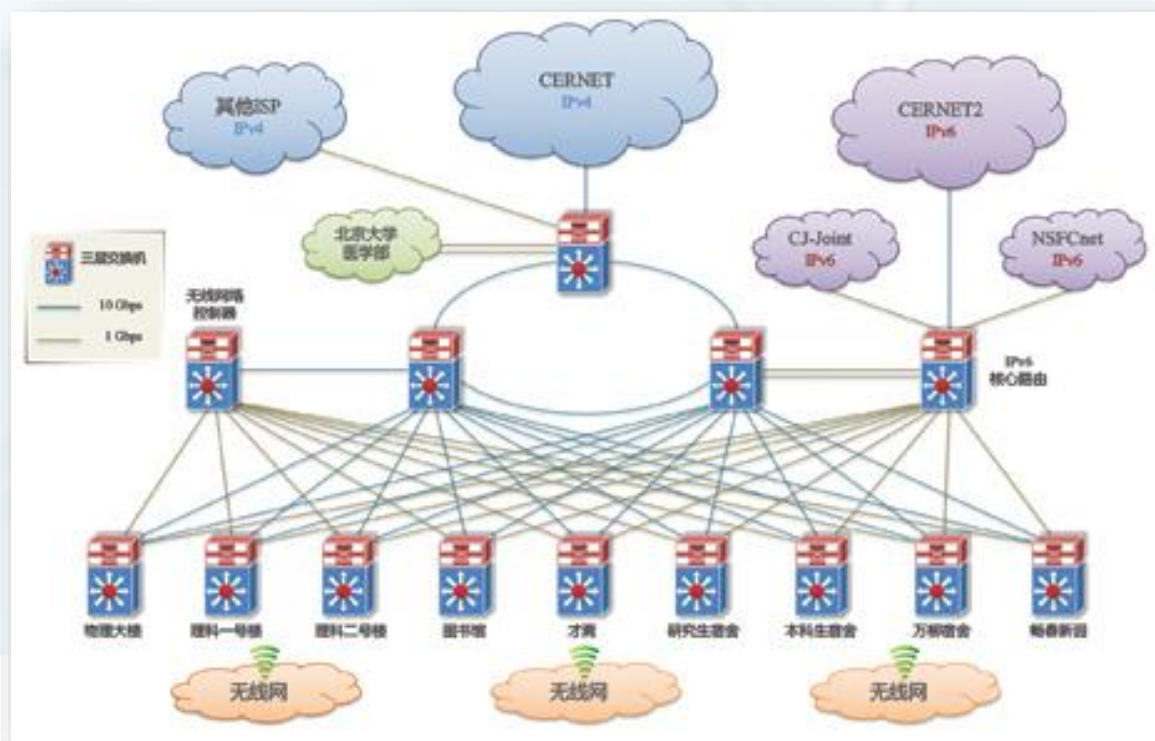 其他ISP
IPv4
CERNET
IPv4
CERNET2
IPv6
北京大学
医学部
CJ-Joint
IPv6
NSFCnet
IPv6
三层交换机
10 Gbps
1 Gbps
无线网络
控制器
IPv6
核心路由
物理大楼
理科一号楼
理科二号楼
图书馆
才斋
研究生宿舍
本科生宿舍
万柳宿舍
畅春新园
无线网
无线网
无线网